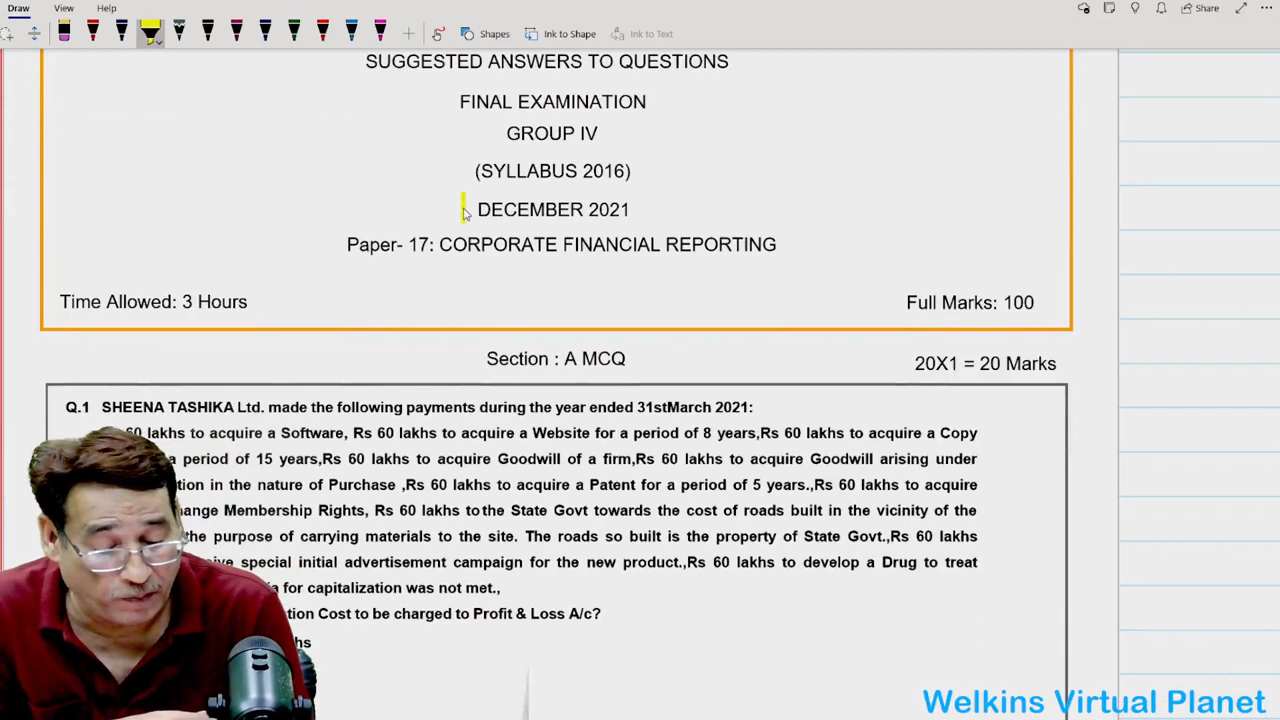 Draw View Help
Share
Shapes Ink to Shape Ink to Text
SUGGESTED ANSWERS TO QUESTIONS
FINAL EXAMINATION
GROUP IV
(SYLLABUS 2016)
DECEMBER 2021
Paper- 17: CORPORATE FINANCIAL REPORTING
Time Allowed: 3 Hours Full Marks: 100
Section : A MCQ 20X1 = 20 Marks
Q.1 SHEENA TASHIKA Ltd. made the following payments during the year ended 31stMarch 2021:
60 lakhs to acquire a Software, Rs 60 lakhs to acquire a Website for a period of 8 years,Rs 60 lakhs to acquire a Copy
a period of 15 years,Rs 60 lakhs to acquire Goodwill of a firm,Rs 60 lakhs to acquire Goodwill arising under
tion in the nature of Purchase ,Rs 60 lakhs to acquire a Patent for a period of 5 years.,Rs 60 lakhs to acquire
ange Membership Rights, Rs 60 lakhs to the State Govt towards the cost of roads built in the vicinity of the
the purpose of carrying materials to the site. The roads so built is the property of State Govt.,Rs 60 lakhs
ive special initial advertisement campaign for the new product.,Rs 60 lakhs to develop a Drug to treat
a for capitalization was not met.,
tion Cost to be charged to Profit & Loss A/c?
hs
Welkins Virtual Planet